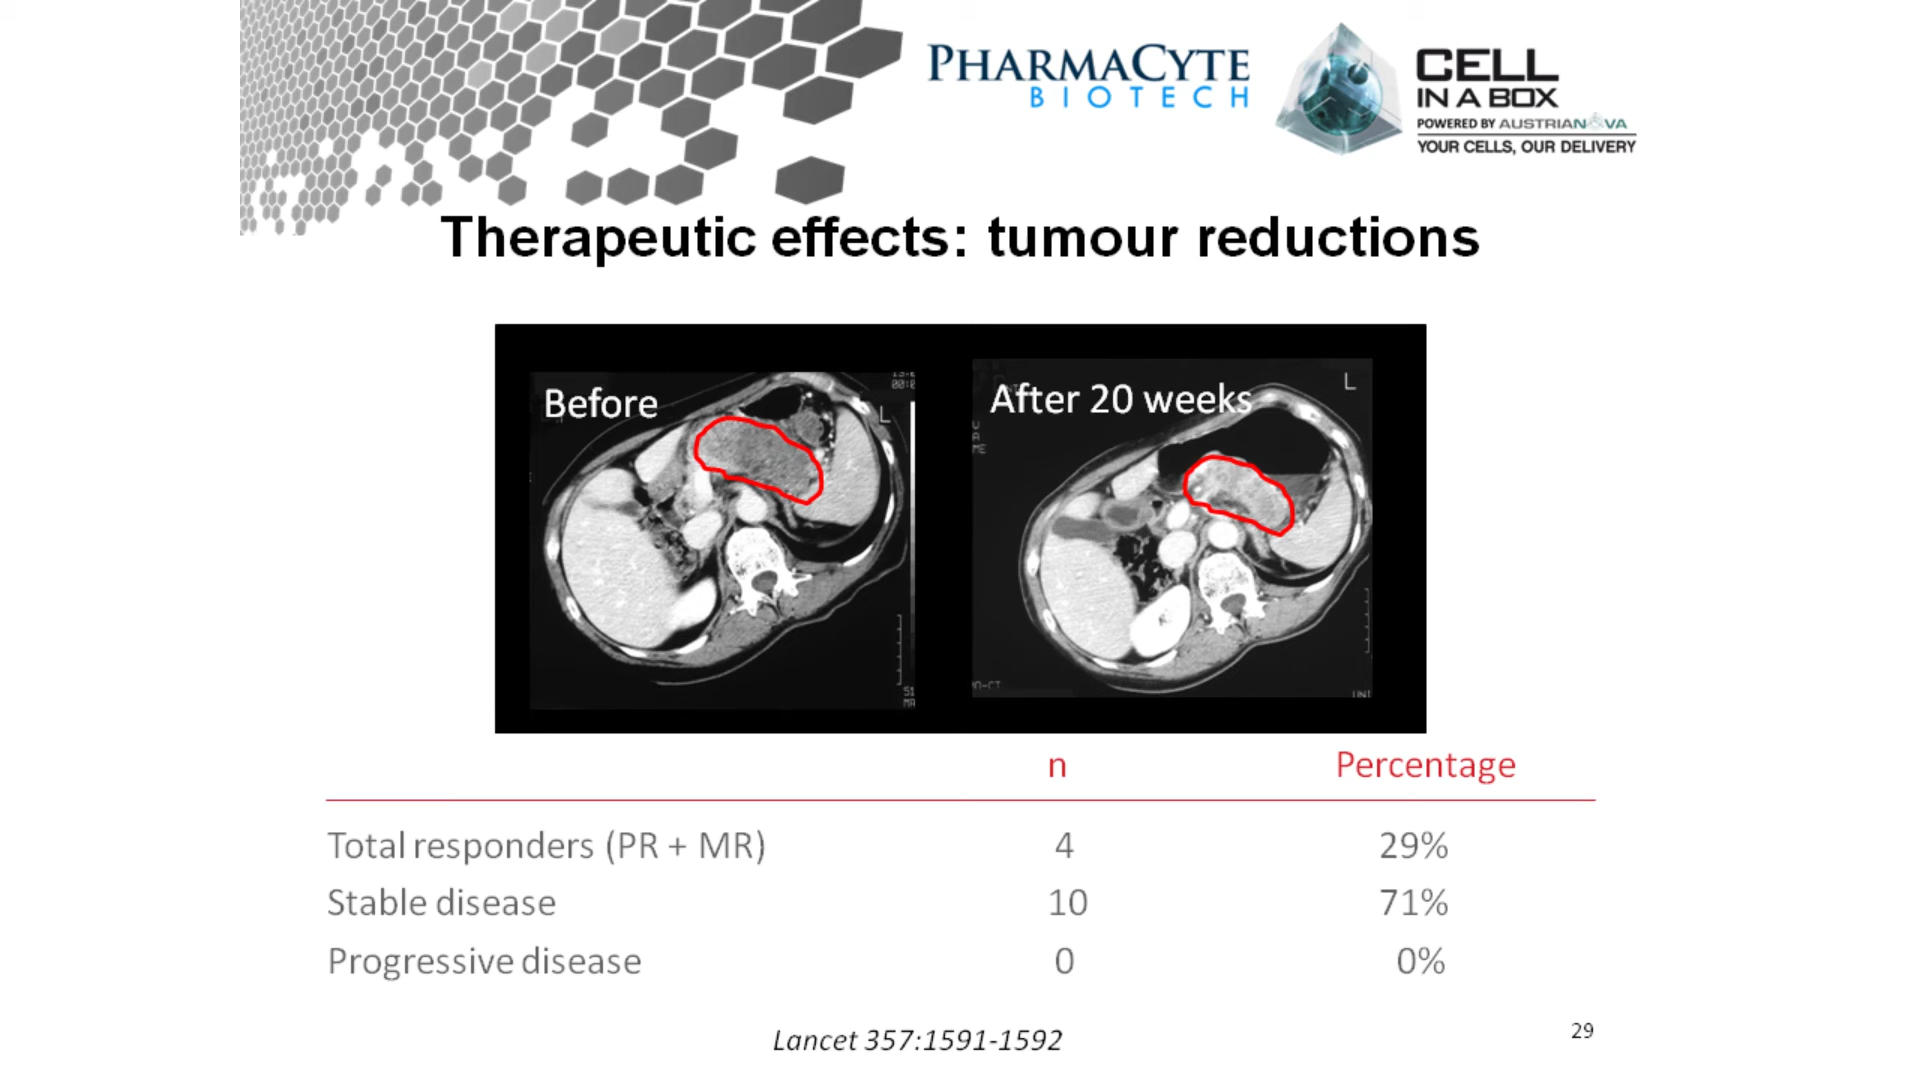 PHARMACYTE
BIOTECH
CELL
IN A BOX
POWERED BY AUSTRIANOVA
YOUR CELLS, OUR DELIVERY
Therapeutic effects: tumour reductions
Before
L
After 20 weeks
L
n Percentage
Total responders (PR + MR) 4 29%
Stable disease 10 71%
Progressive disease 0 0%
Lancet 357:1591-1592
29